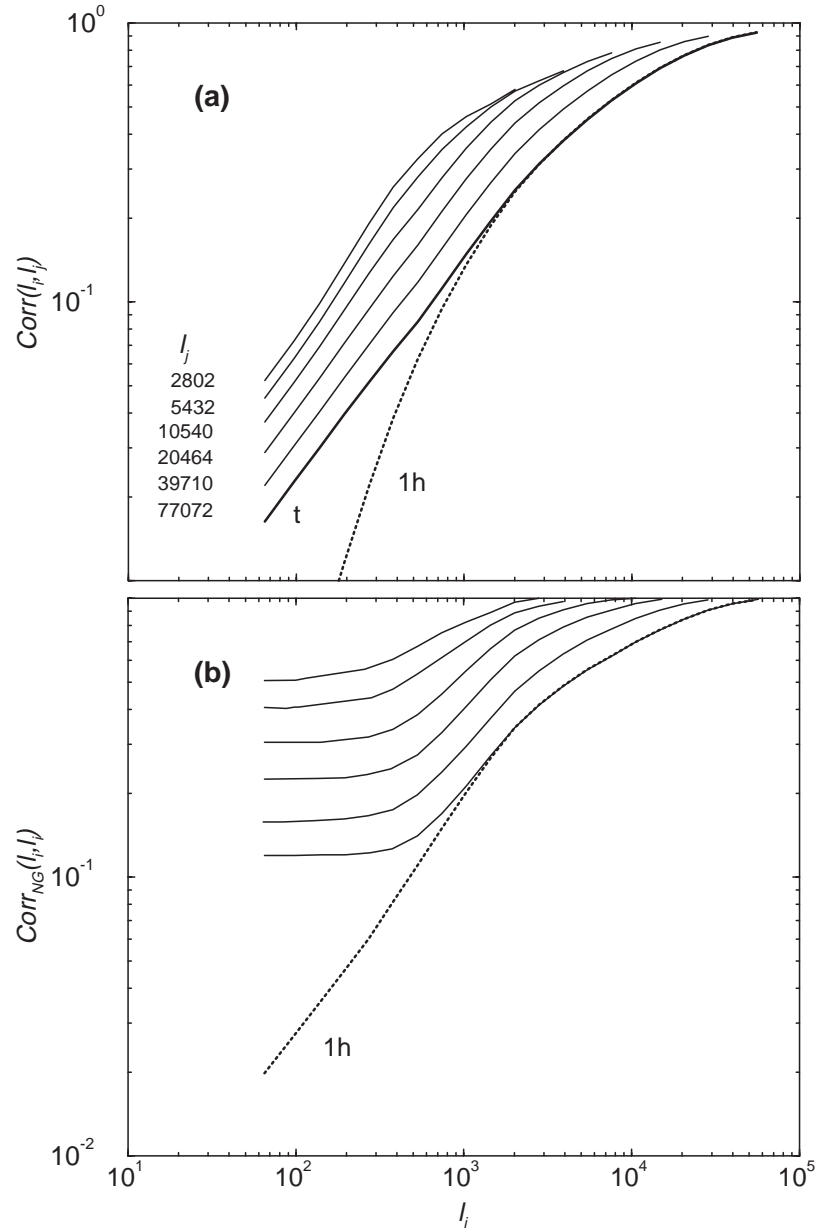 10^0
(a)
Corr(l_i,l_j)
10^-1
l_j
2802
5432
10540
20464
39710
77072
t
1h
(b)
Corr_NG(l_i,l_j)
10^-1
1h
10^-2
10^1 10^2 10^3 10^4 10^5
l_i